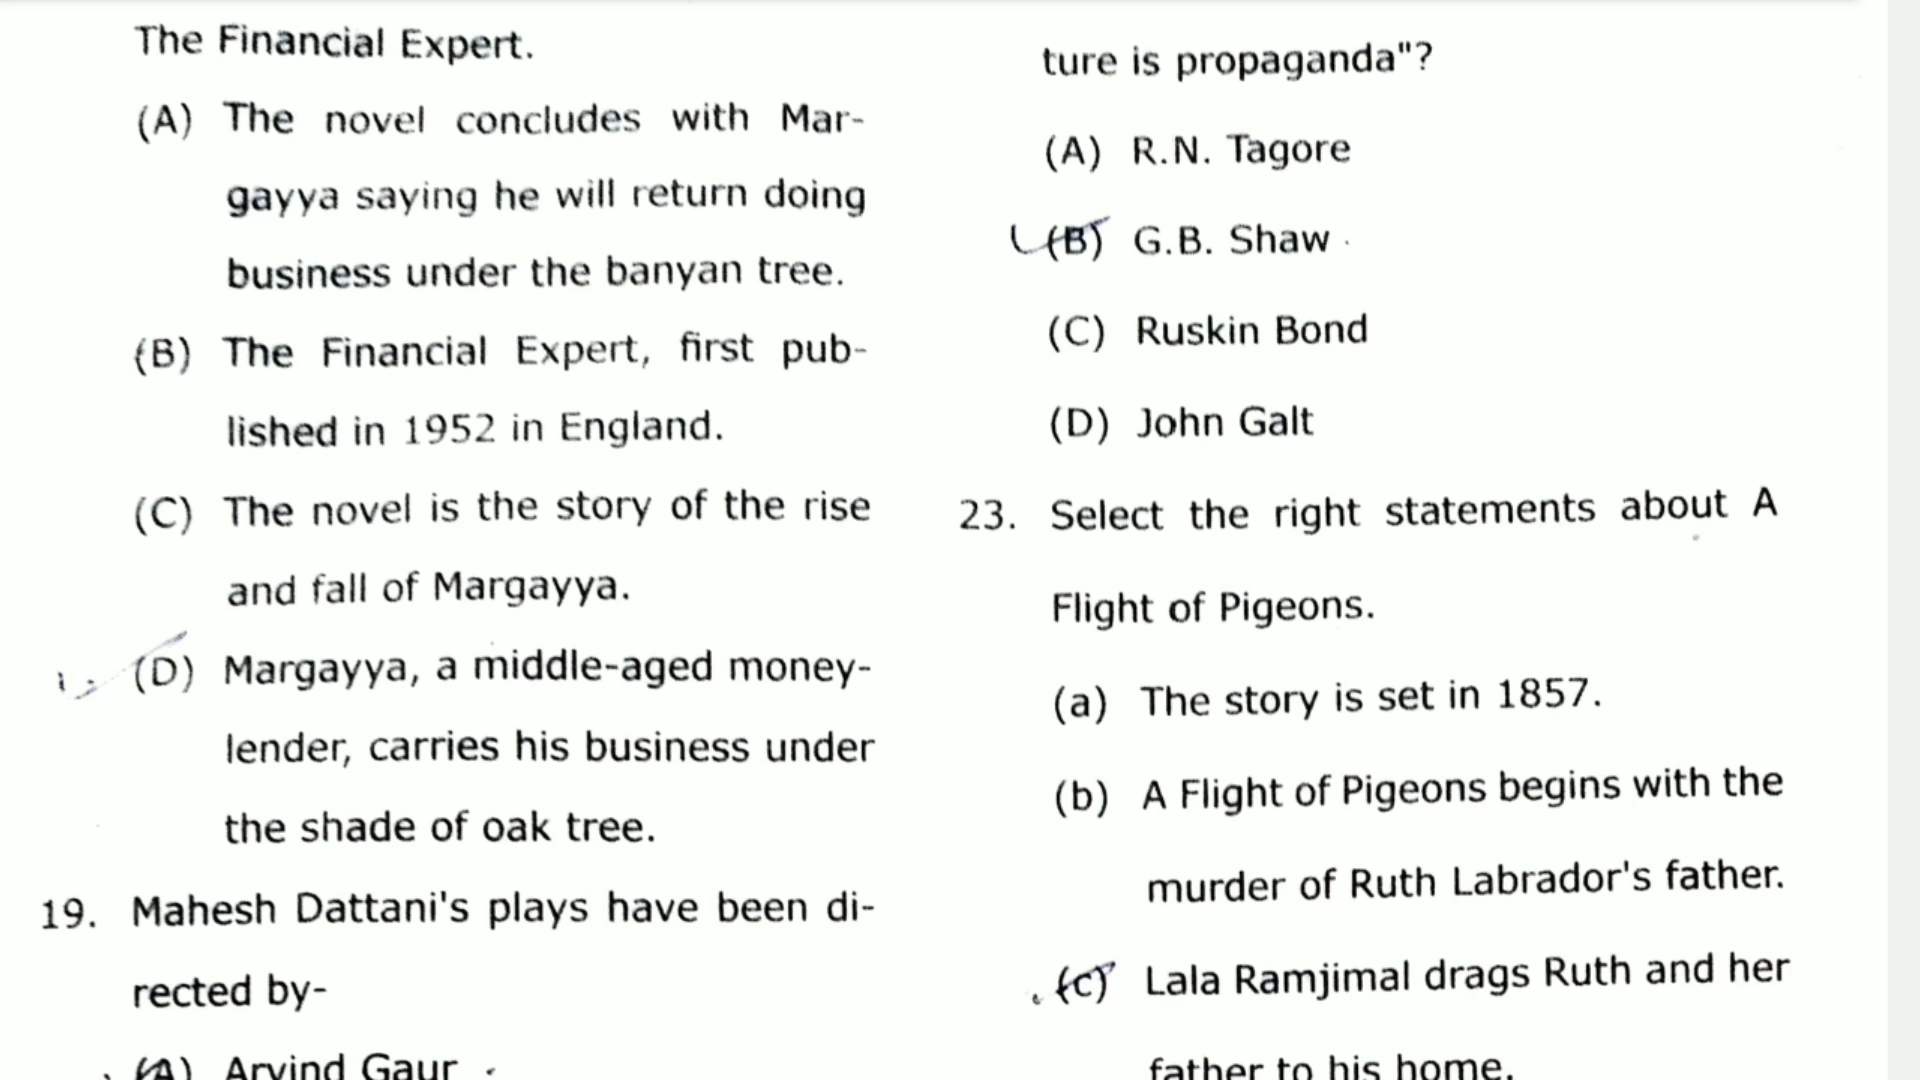 The Financial Expert.
(A) The novel concludes with Mar-
gayya saying he will return doing
business under the banyan tree.
(B) The Financial Expert, first pub-
lished in 1952 in England.
(C) The novel is the story of the rise
and fall of Margayya.
(D) Margayya, a middle-aged money-
lender, carries his business under
the shade of oak tree.
19. Mahesh Dattani's plays have been di-
rected by-
(A) Arvind Gaur
ture is propaganda"?
(A) R.N. Tagore
(B) G.B. Shaw
(C) Ruskin Bond
(D) John Galt
23. Select the right statements about A
Flight of Pigeons.
(a) The story is set in 1857.
(b) A Flight of Pigeons begins with the
murder of Ruth Labrador's father.
(c) Lala Ramjimal drags Ruth and her
father to his home.